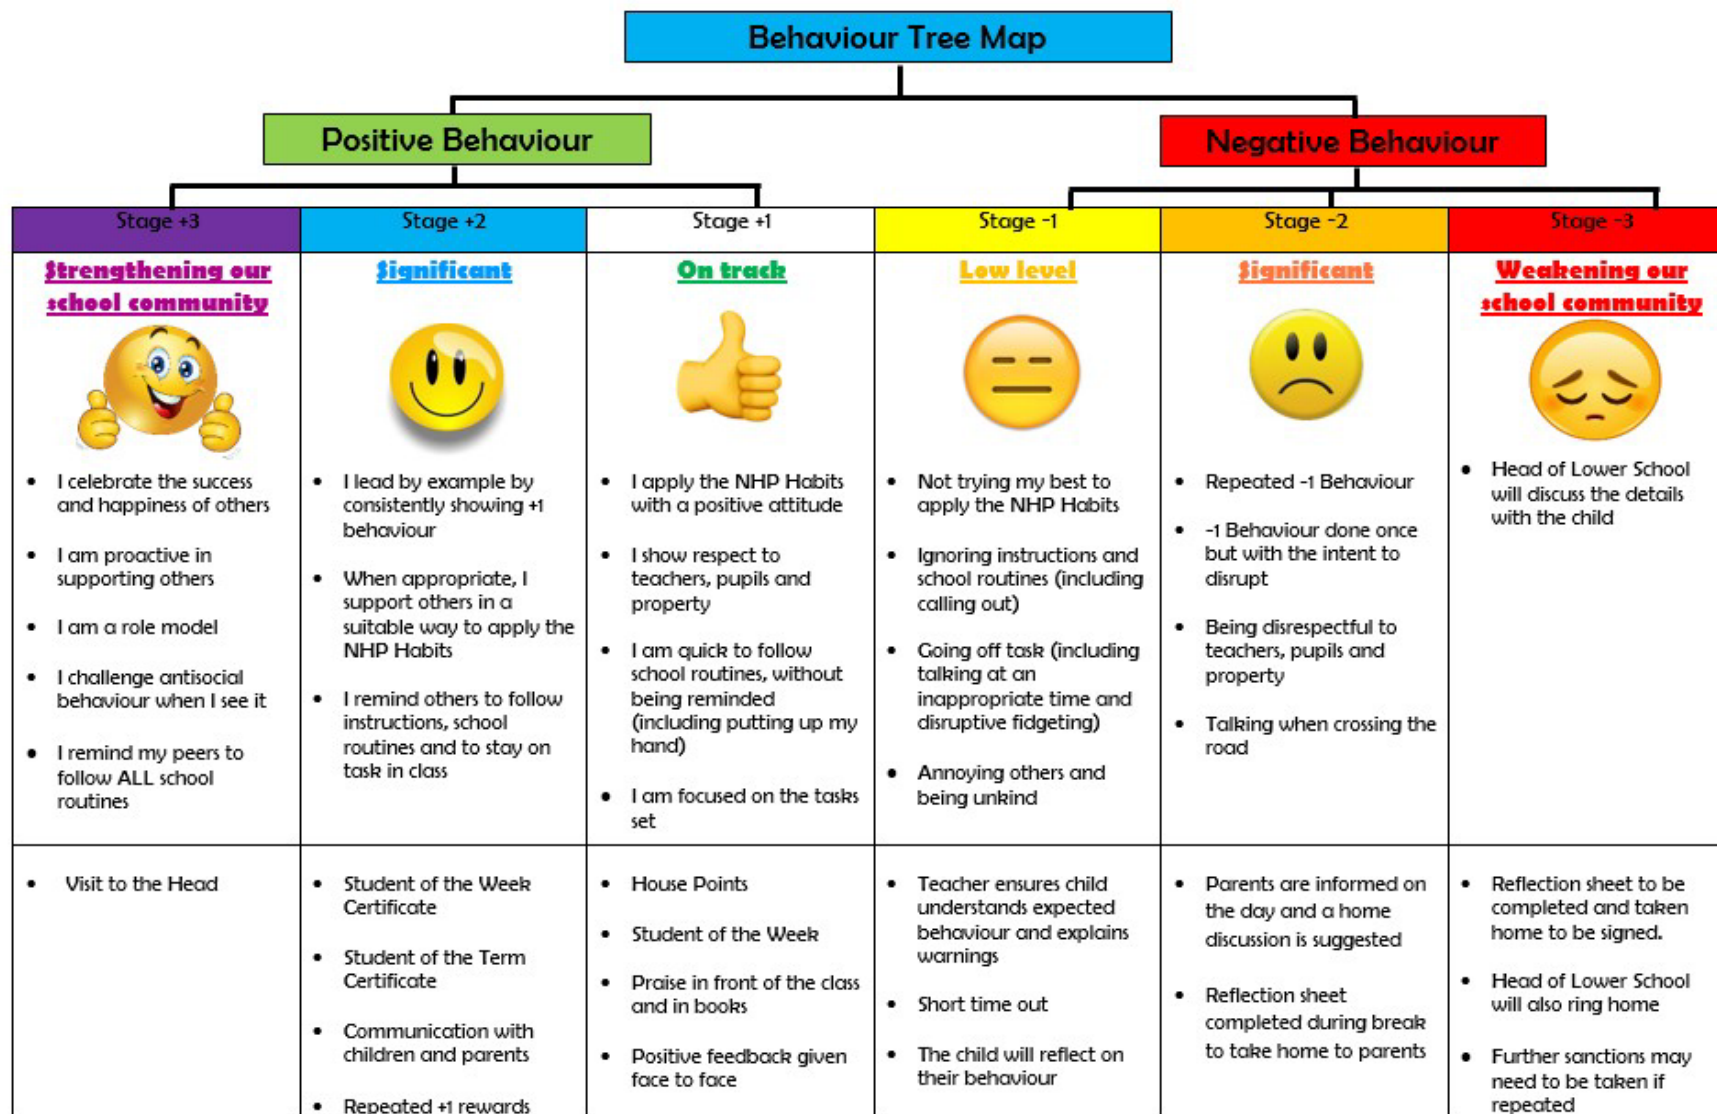 Behaviour Tree Map
Positive Behaviour
Negative Behaviour
Stage +3
Stage +2
Stage +1
Stage -1
Stage -2
Stage -3
Strengthening our
school community
• I celebrate the success
and happiness of others
• I am proactive in
supporting others
• I am a role model
• I challenge antisocial
behaviour when I see it
• I remind my peers to
follow ALL school
routines
Significant
• I lead by example by
consistently showing +1
behaviour
• When appropriate, I
support others in a
suitable way to apply the
NHP Habits
• I remind others to follow
instructions, school
routines and to stay on
task in class
On track
• I apply the NHP Habits
with a positive attitude
• I show respect to
teachers, pupils and
property
• I am quick to follow
school routines, without
being reminded
(including putting up my
hand)
• I am focused on the tasks
set
Low level
• Not trying my best to
apply the NHP Habits
• Ignoring instructions and
school routines (including
calling out)
• Going off task (including
talking at an
inappropriate time and
disruptive fidgeting)
• Annoying others and
being unkind
Significant
• Repeated -1 Behaviour
• -1 Behaviour done once
but with the intent to
disrupt
• Being disrespectful to
teachers, pupils and
property
• Talking when crossing the
road
Weakening our
school community
• Head of Lower School
will discuss the details
with the child
• Visit to the Head
• Student of the Week
Certificate
• Student of the Term
Certificate
• Communication with
children and parents
• Repeated +1 rewards
• House Points
• Student of the Week
• Praise in front of the class
and in books
• Positive feedback given
face to face
• Teacher ensures child
understands expected
behaviour and explains
warnings
• Short time out
• The child will reflect on
their behaviour
• Parents are informed on
the day and a home
discussion is suggested
• Reflection sheet
completed during break
to take home to parents
• Reflection sheet to be
completed and taken
home to be signed.
• Head of Lower School
will also ring home
• Further sanctions may
need to be taken if
repeated